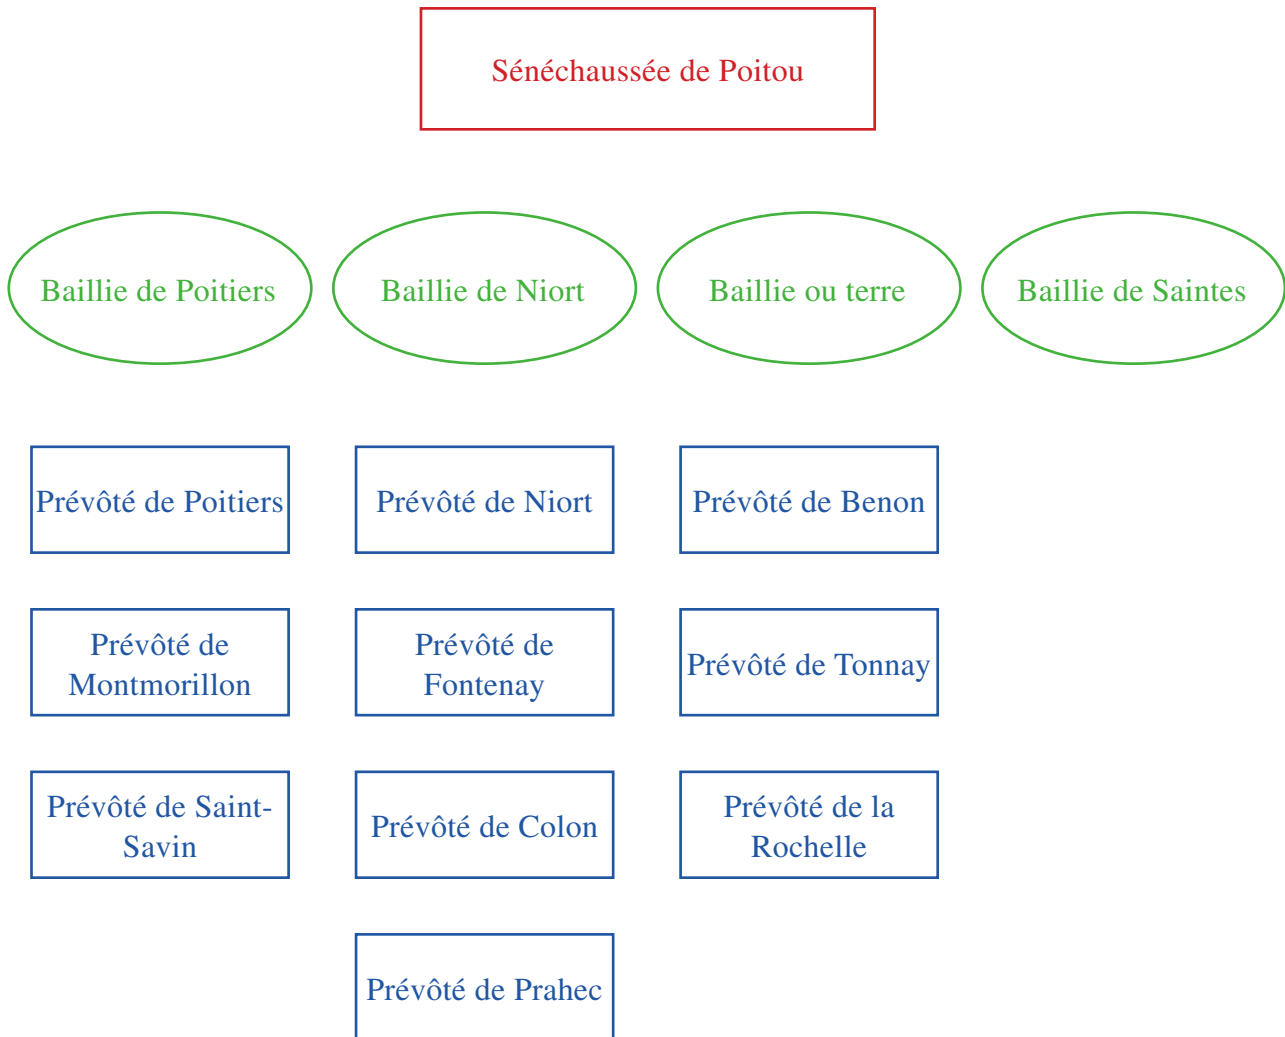 Sénéchaussée de Poitou
Baillie de Poitiers
Baillie de Niort
Baillie ou terre
Baillie de Saintes
Prévôté de Poitiers
Prévôté de Niort
Prévôté de Benon
Prévôté de
Montmorillon
Prévôté de
Fontenay
Prévôté de Tonnay
Prévôté de Saint-
Savin
Prévôté de Colon
Prévôté de la
Rochelle
Prévôté de Prahec